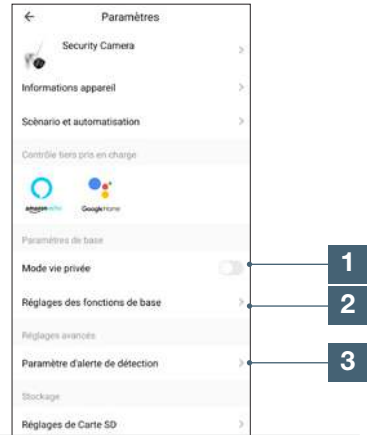 ← Paramètres
Security Camera
Informations appareil
Scènario et automatisation
Contrôle tiers pris en charge
amazon echo
Google Home
Paramètres de base
Mode vie privée
1
Réglages des fonctions de base
2
Réglages avancés
Paramètre d'alerte de détection
3
Stockage
Réglages de Carte SD